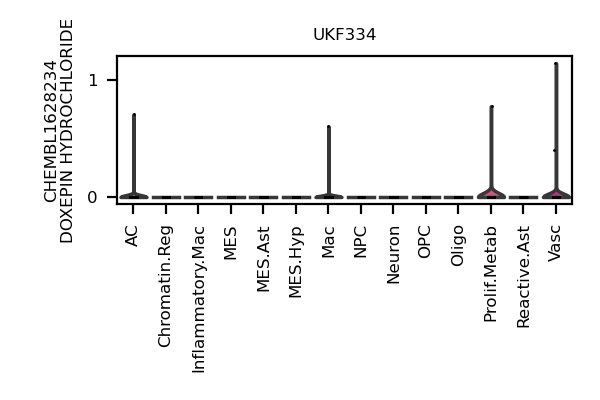 UKF334
CHEMBL1628234
DOXEPIN HYDROCHLORIDE
1
0
AC
Chromatin.Reg
Inflammatory.Mac
MES
MES.Ast
MES.Hyp
Mac
NPC
Neuron
OPC
Oligo
Prolif.Metab
Reactive.Ast
Vasc